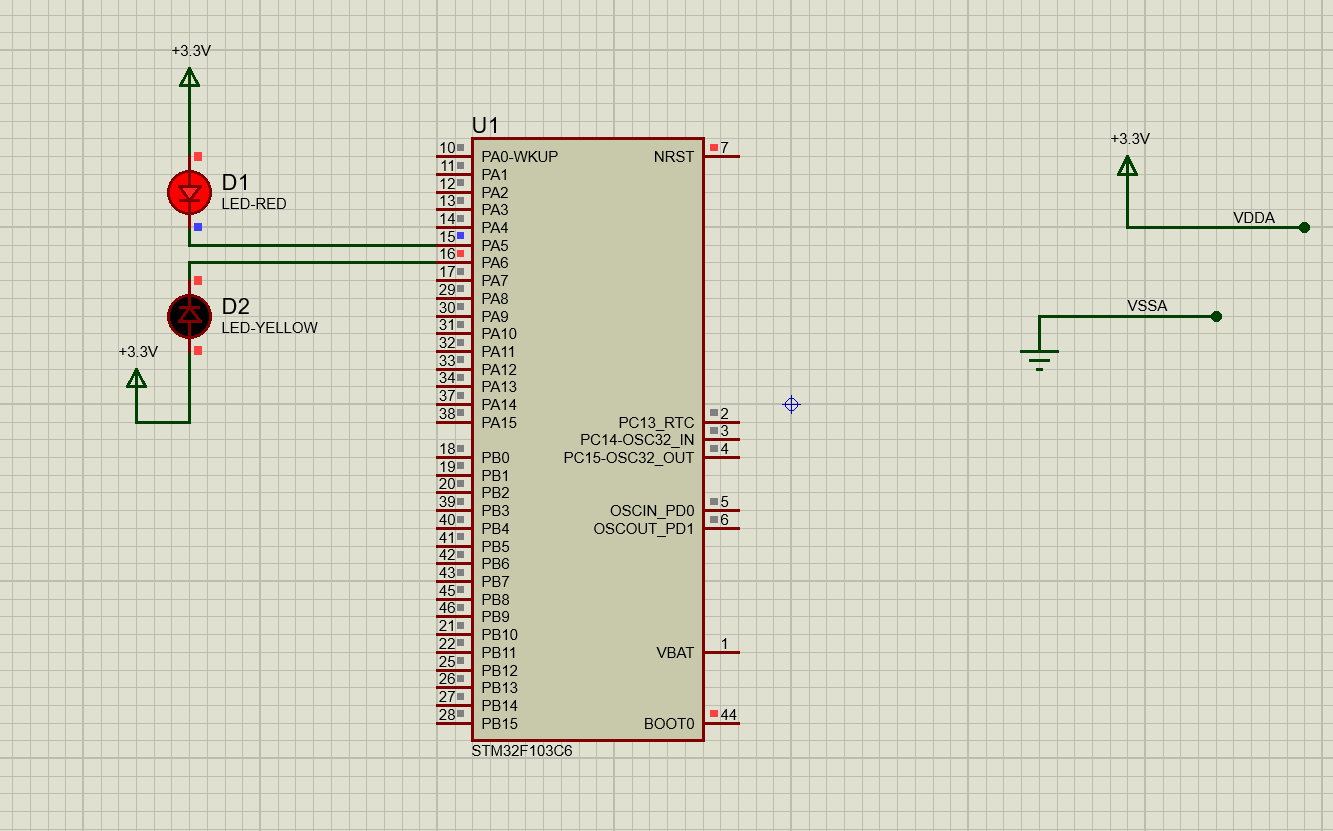 +3.3V
D1
LED-RED
D2
LED-YELLOW
+3.3V
U1
10 PA0-WKUP
11 PA1
12 PA2
13 PA3
14 PA4
15 PA5
16 PA6
17 PA7
29 PA8
30 PA9
31 PA10
32 PA11
33 PA12
34 PA13
37 PA14
38 PA15
18 PB0
19 PB1
20 PB2
39 PB3
40 PB4
41 PB5
42 PB6
43 PB7
45 PB8
46 PB9
21 PB10
22 PB11
25 PB12
26 PB13
27 PB14
28 PB15
NRST 7
PC13_RTC 2
PC14-OSC32_IN 3
PC15-OSC32_OUT 4
OSCIN_PD0 5
OSCOUT_PD1 6
VBAT 1
BOOT0 44
STM32F103C6
+3.3V
VDDA
VSSA